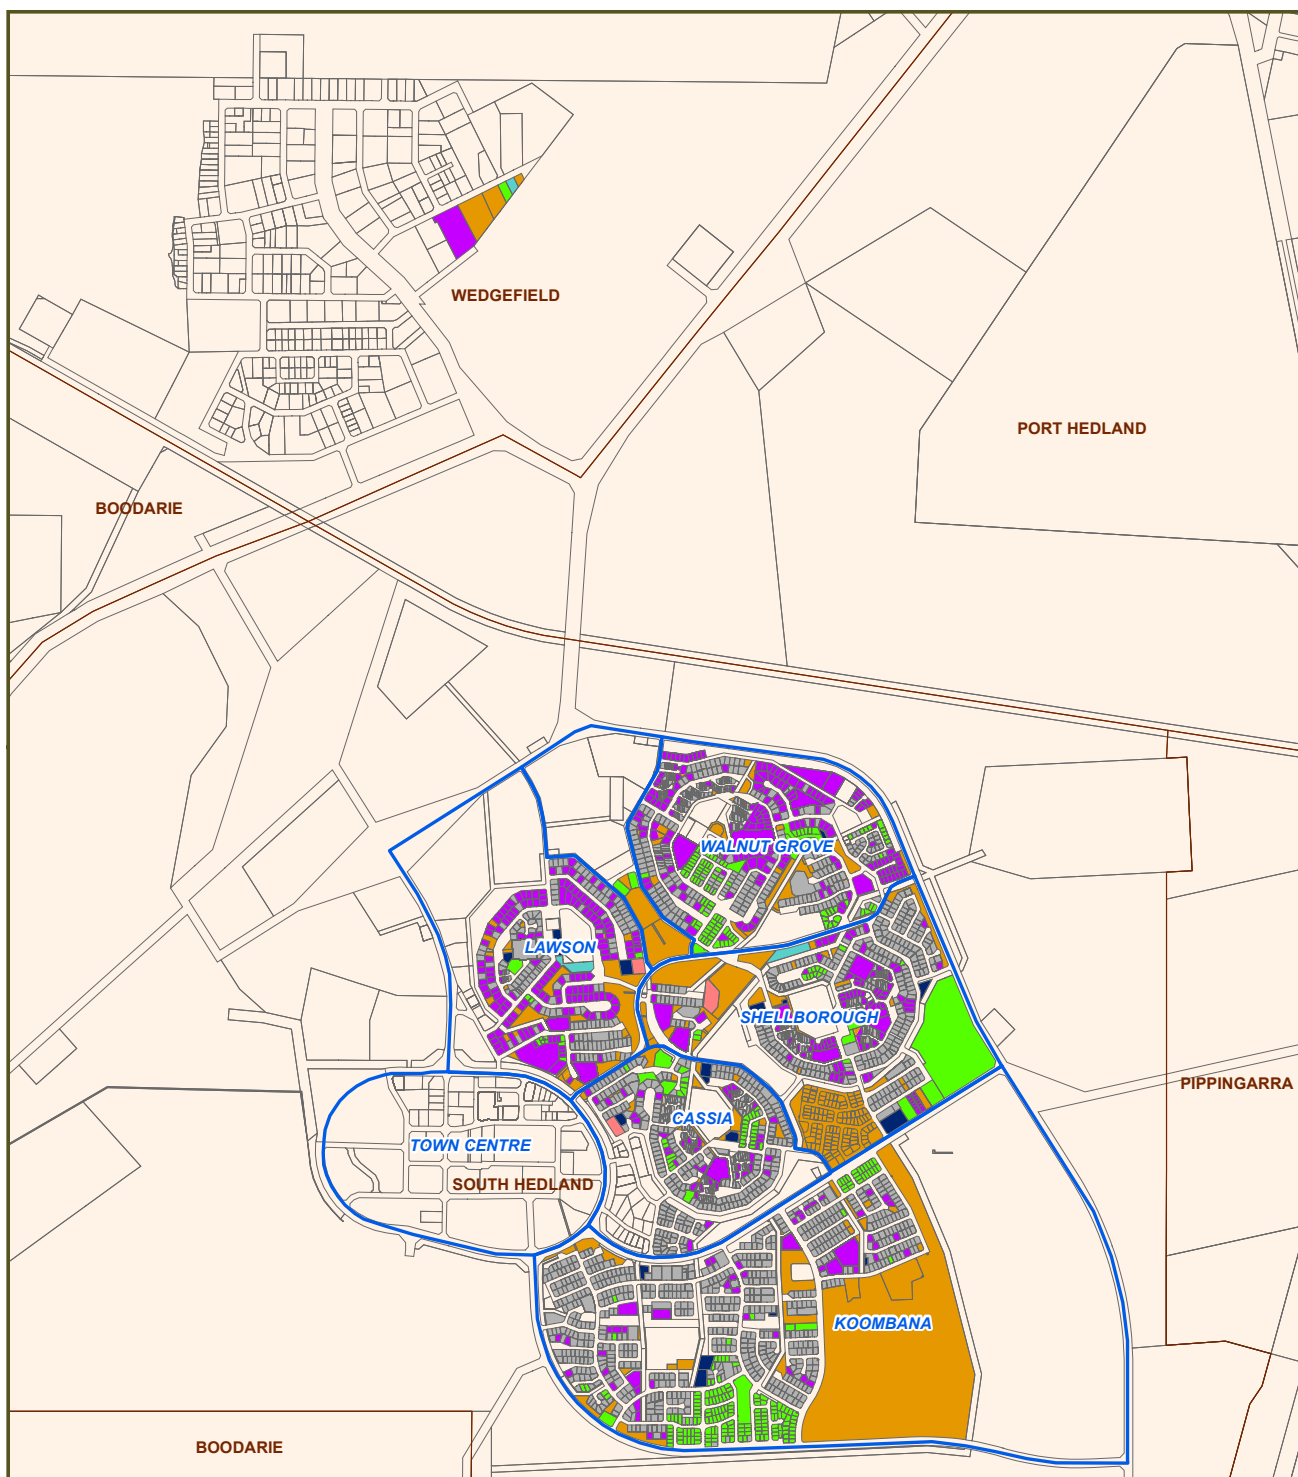 WEDGEFIELD
PORT HEDLAND
BOODARIE
WALNUT GROVE
LAWSON
SHELLBOROUGH
PIPPINGARRA
CASSIA
TOWN CENTRE
SOUTH HEDLAND
KOOMBANA
BOODARIE